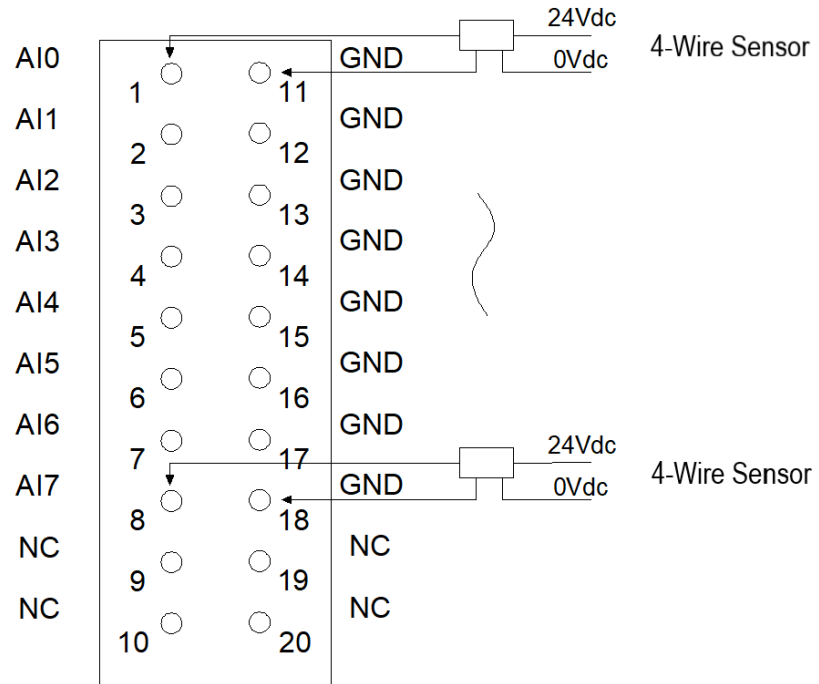 24Vdc
AI0 GND 0Vdc 4-Wire Sensor
1 11
AI1 GND
2 12
AI2 GND
3 13
AI3 GND
4 14
AI4 GND
5 15
AI5 GND
6 16
AI6 GND
24Vdc
7 17
AI7 GND 0Vdc 4-Wire Sensor
8 18
NC NC
9 19
NC NC
10 20